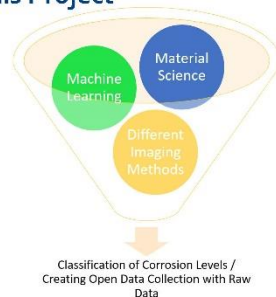 Project
Material
Science
Machine
Learning
Different
Imaging
Methods
Classification of Corrosion Levels /
Creating Open Data Collection with Raw
Data